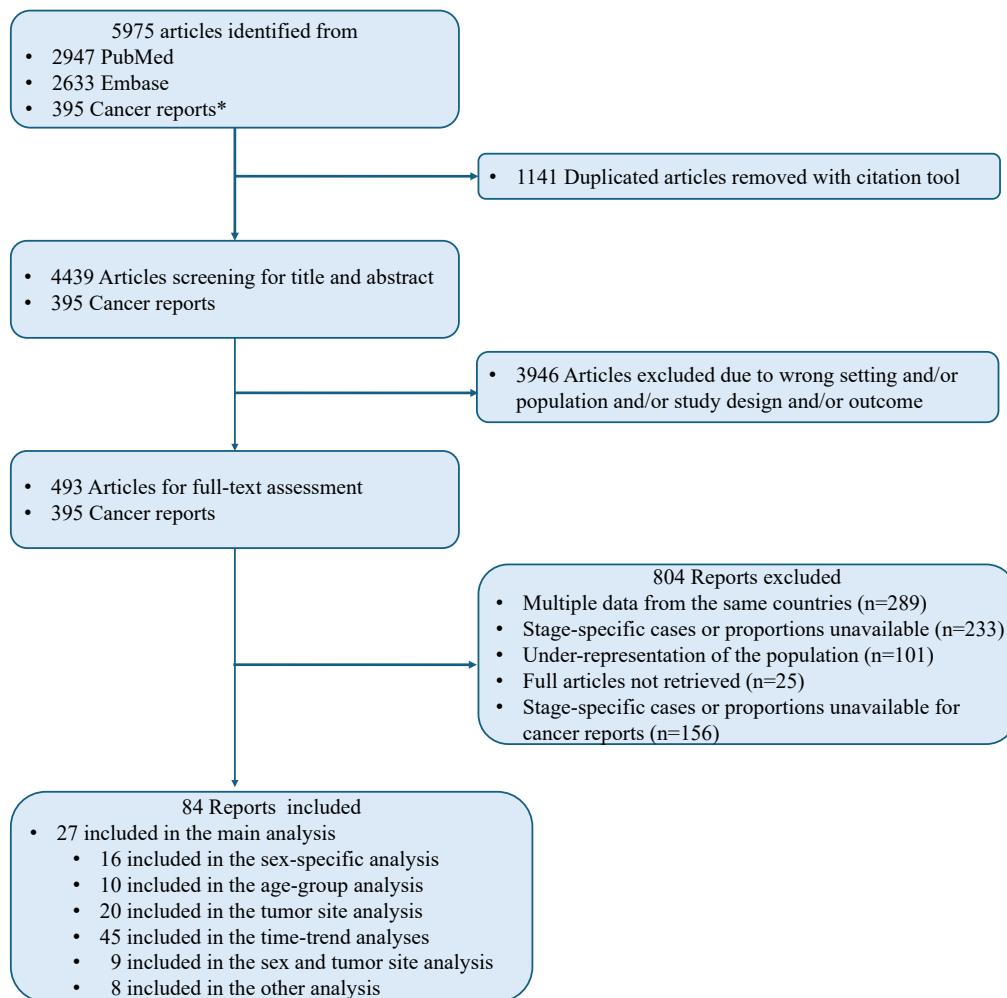 5975 articles identified from
• 2947 PubMed
• 2633 Embase
• 395 Cancer reports*
• 1141 Duplicated articles removed with citation tool
• 4439 Articles screening for title and abstract
• 395 Cancer reports
• 3946 Articles excluded due to wrong setting and/or
population and/or study design and/or outcome
• 493 Articles for full-text assessment
• 395 Cancer reports
804 Reports excluded
• Multiple data from the same countries (n=289)
• Stage-specific cases or proportions unavailable (n=233)
• Under-representation of the population (n=101)
• Full articles not retrieved (n=25)
• Stage-specific cases or proportions unavailable for
cancer reports (n=156)
84 Reports included
• 27 included in the main analysis
• 16 included in the sex-specific analysis
• 10 included in the age-group analysis
• 20 included in the tumor site analysis
• 45 included in the time-trend analyses
• 9 included in the sex and tumor site analysis
• 8 included in the other analysis